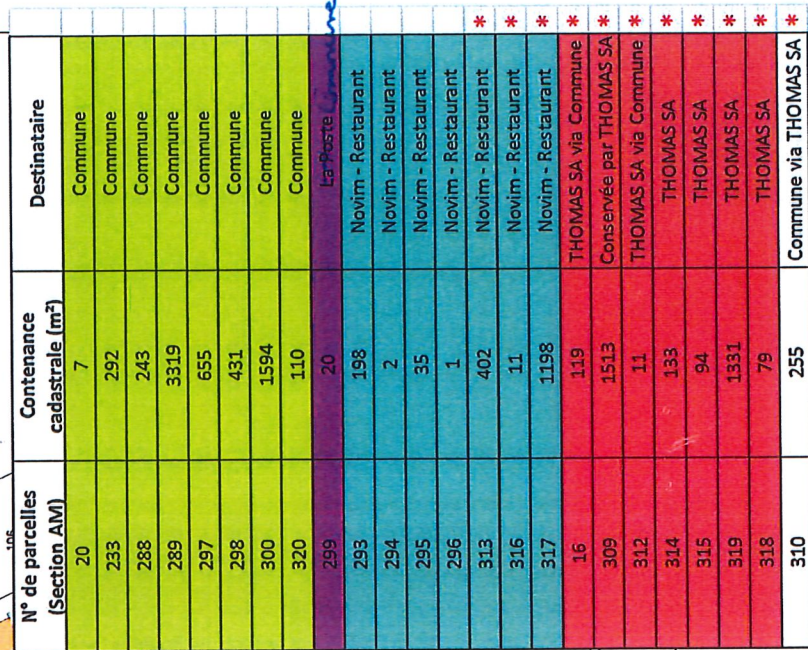 N° de parcelles (Section AM) Contenance cadastrale (m²) Destinataire
20 7 Commune
233 292 Commune
288 243 Commune
289 3319 Commune
297 655 Commune
298 431 Commune
300 1594 Commune
320 110 Commune
299 20 La Poste Commune
293 198 Novim - Restaurant
294 2 Novim - Restaurant
295 35 Novim - Restaurant
296 1 Novim - Restaurant
313 402 Novim - Restaurant *
316 11 Novim - Restaurant *
317 1198 Novim - Restaurant *
16 119 THOMAS SA via Commune *
309 1513 Conservée par THOMAS SA *
312 11 THOMAS SA via Commune *
314 133 THOMAS SA *
315 94 THOMAS SA *
319 1331 THOMAS SA *
318 79 THOMAS SA *
310 255 Commune via THOMAS SA *